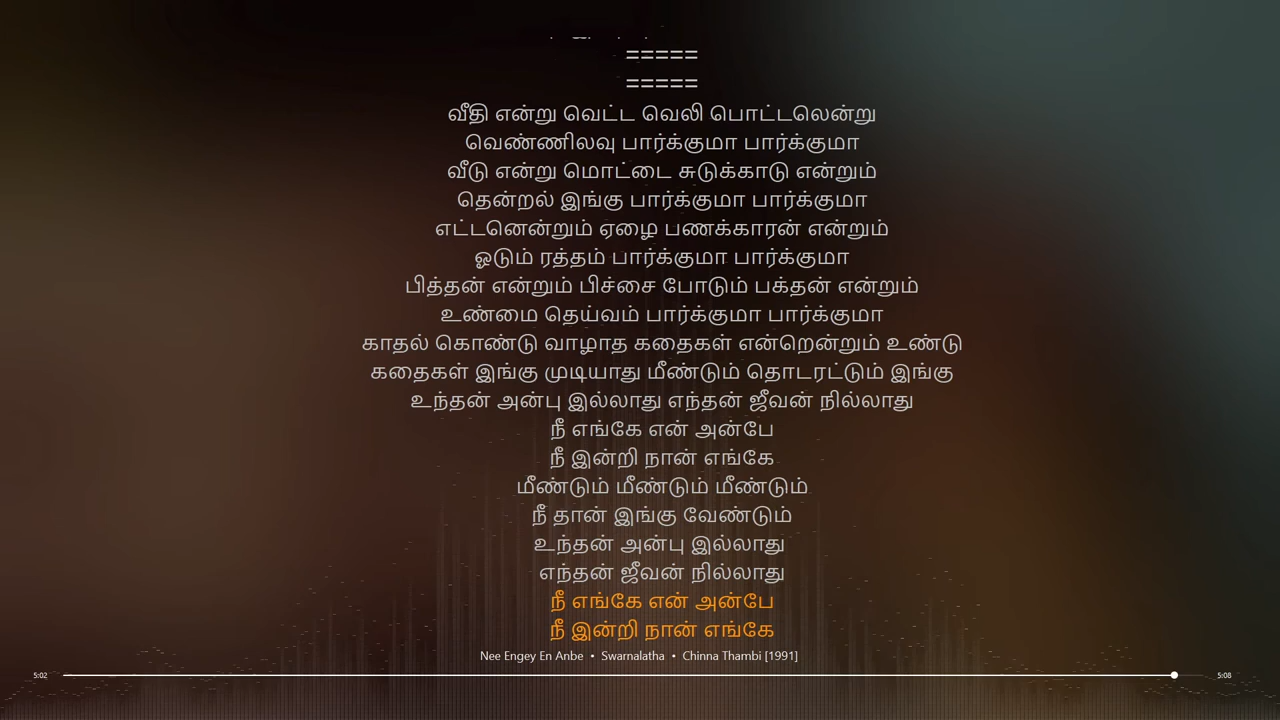 =====
=====
வீதி என்று வெட்ட வெலி பொட்டலென்று
வெண்ணிலவு பார்க்குமா பார்க்குமா
வீடு என்று மொட்டை சுடுக்காடு என்றும்
தென்றல் இங்கு பார்க்குமா பார்க்குமா
எட்டனென்றும் ஏழை பணக்காரன் என்றும்
ஓடும் ரத்தம் பார்க்குமா பார்க்குமா
பித்தன் என்றும் பிச்சை போடும் பக்தன் என்றும்
உண்மை தெய்வம் பார்க்குமா பார்க்குமா
காதல் கொண்டு வாழாத கதைகள் என்றென்றும் உண்டு
கதைகள் இங்கு முடியாது மீண்டும் தொடரட்டும் இங்கு
உந்தன் அன்பு இல்லாது எந்தன் ஜீவன் நில்லாது
நீ எங்கே என் அன்பே
நீ இன்றி நான் எங்கே
மீண்டும் மீண்டும் மீண்டும்
நீ தான் இங்கு வேண்டும்
உந்தன் அன்பு இல்லாது
எந்தன் ஜீவன் நில்லாது
நீ எங்கே என் அன்பே
நீ இன்றி நான் எங்கே
Nee Engey En Anbe • Swarnalatha • Chinna Thambi [1991]
5:02 5:08